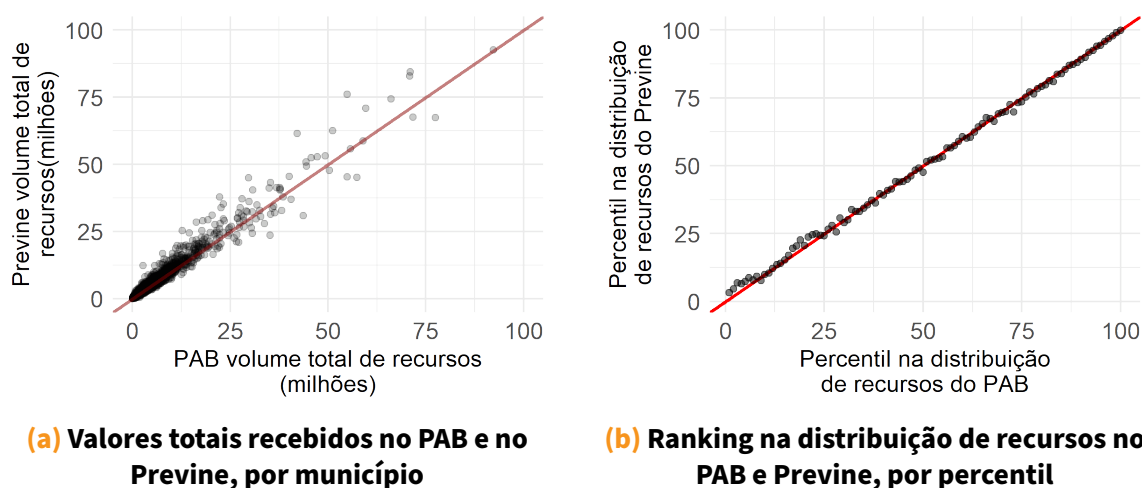 Previne volume total de
recursos(milhões)
100
75
50
25
0
0 25 50 75 100
PAB volume total de recursos
(milhões)
(a) Valores totais recebidos no PAB e no
Previne, por município
Percentil na distribuição
de recursos do Previne
100
75
50
25
0
0 25 50 75 100
Percentil na distribuição
de recursos do PAB
(b) Ranking na distribuição de recursos no
PAB e Previne, por percentil